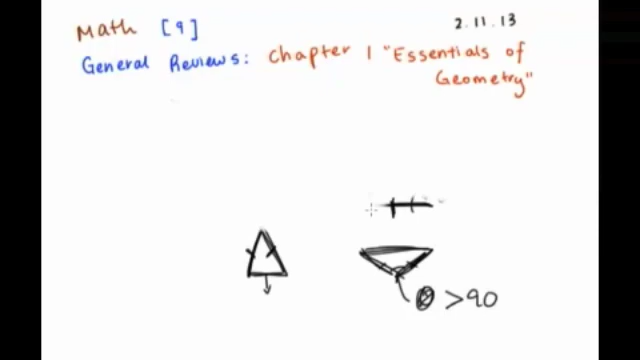 Math [9]
2.11.13
General Reviews: Chapter 1 "Essentials of
Geometry"
>90